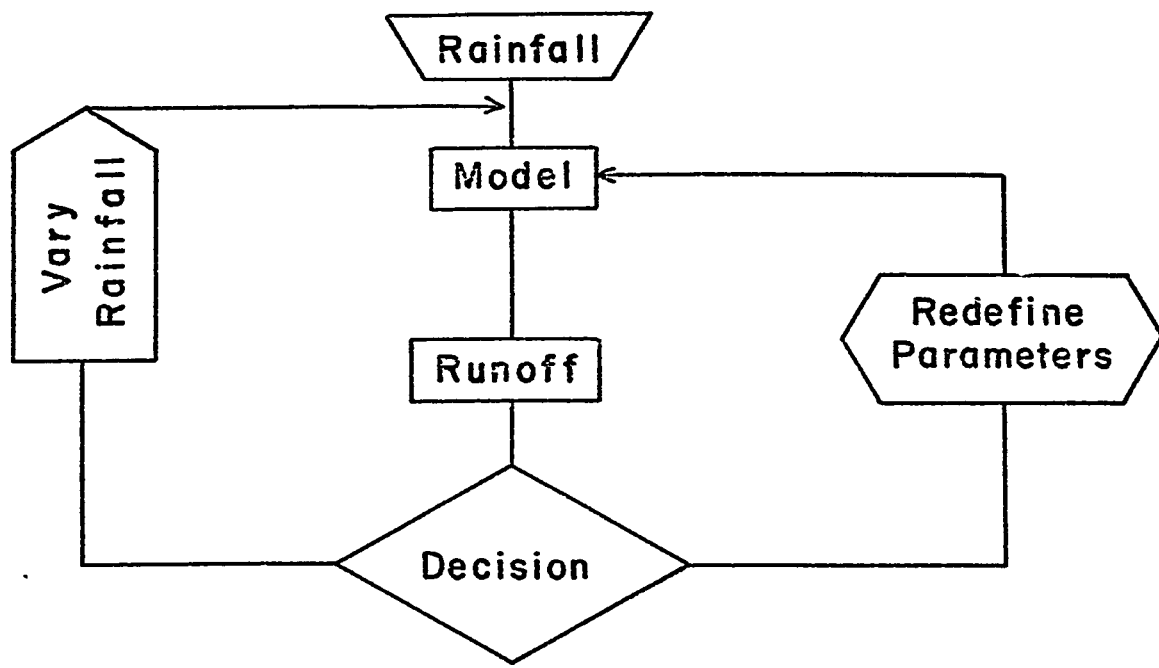 Rainfall
Model
Vary
Rainfall
Redefine
Parameters
Runoff
Decision